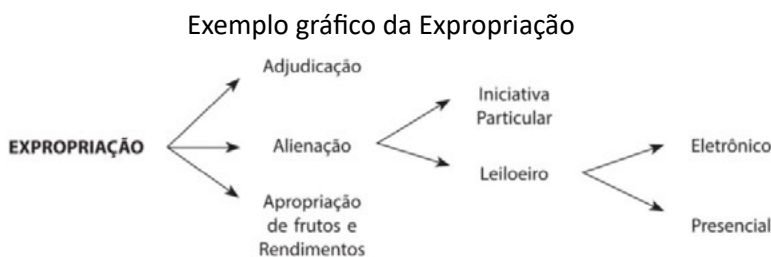 Exemplo gráfico da Expropriação
Adjudicação
EXPROPRIAÇÃO
Alienação
Apropriação
de frutos e
Rendimentos
Iniciativa
Particular
Leiloeiro
Eletrônico
Presencial